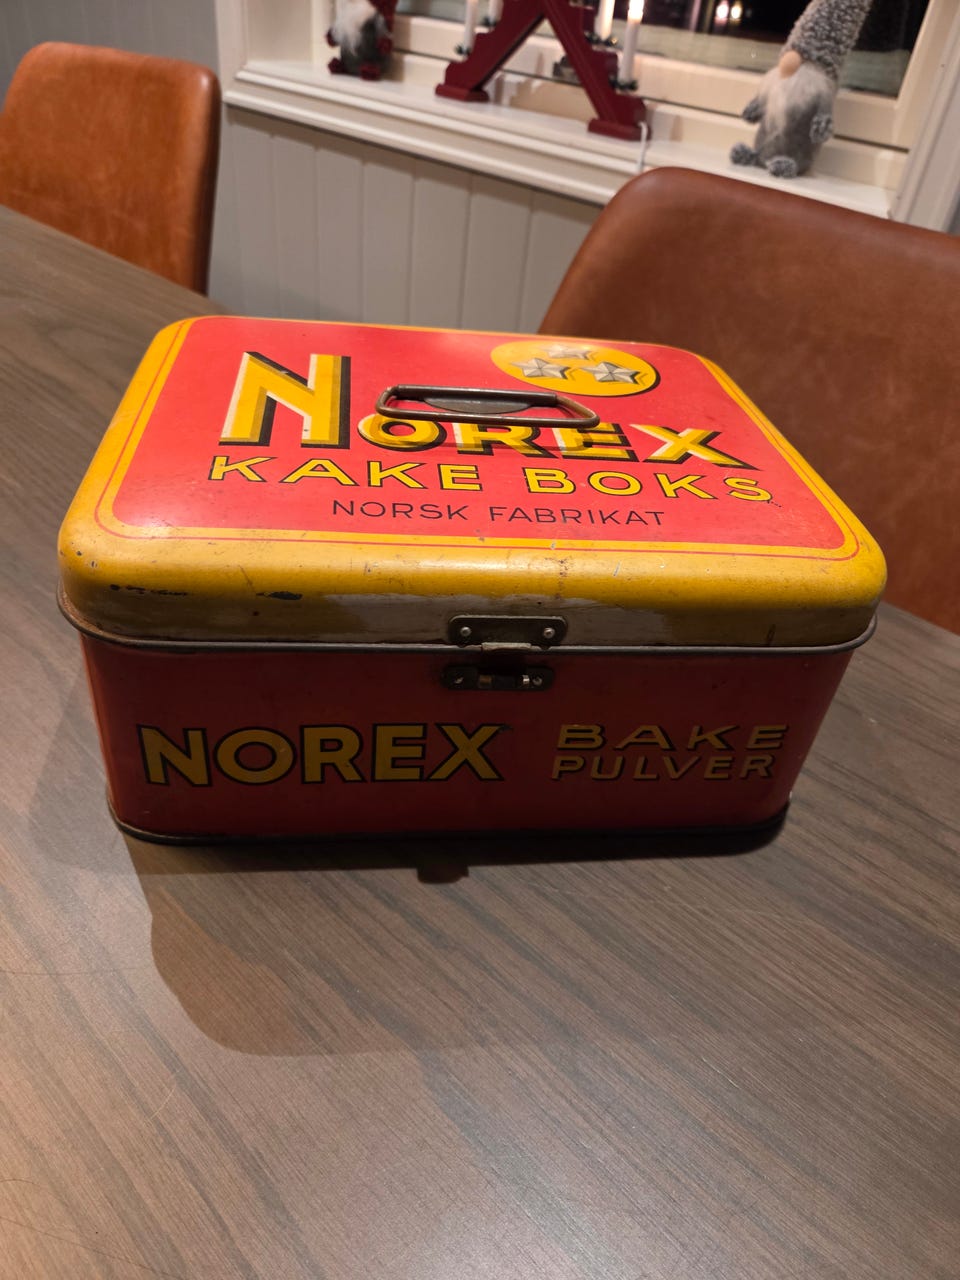 NOREX
KAKE BOKS
NORSK FABRIKAT
NOREX BAKE
PULVER